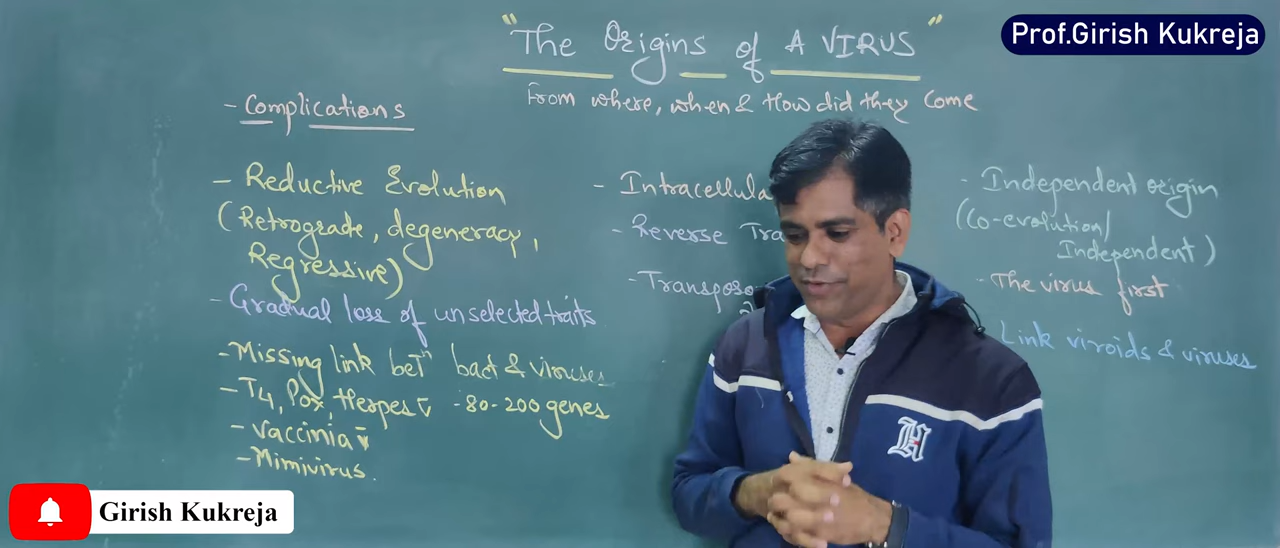 "The Origins of A VIRUS"
Prof.Girish Kukreja
From where, when & How did they Come
- Complications
- Reductive Evolution
(Retrograde, degeneracy,
Regressive)
- Gradual loss of unselected traits
- Missing link betn bact & viruses
- T4, Pox, Herpes v - 80-200 genes
- Vaccinia v
- Mimivirus.
- Intracellula
- Reverse Tra
- Transposo
- Independent origin
(Co-evolution/
Independent)
- The virus first
Link viroids & viruses
H
Girish Kukreja